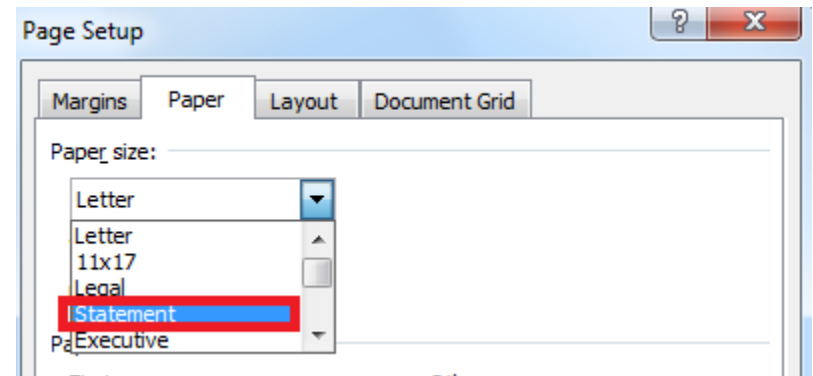 Page Setup ? X
Margins Paper Layout Document Grid
Paper size:
Letter
Letter
11x17
Legal
Statement
Executive